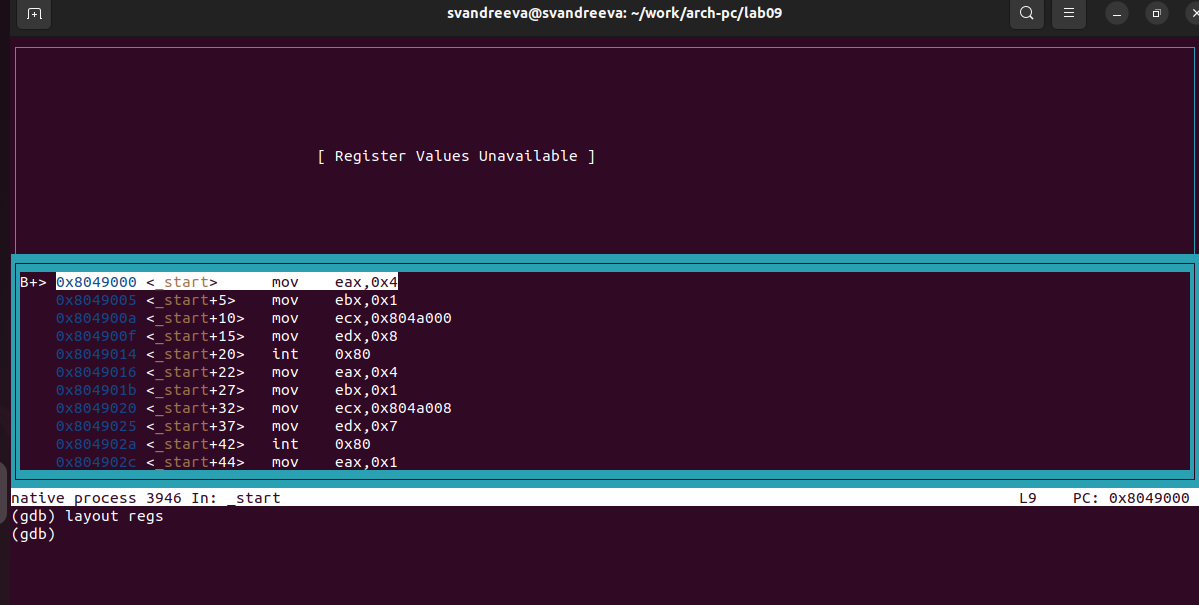 svandreeva@svandreeva: ~/work/arch-pc/lab09
[ Register Values Unavailable ]
B+> 0x8049000 <_start> mov eax,0x4
0x8049005 <_start+5> mov ebx,0x1
0x804900a <_start+10> mov ecx,0x804a000
0x804900f <_start+15> mov edx,0x8
0x8049014 <_start+20> int 0x80
0x8049016 <_start+22> mov eax,0x4
0x804901b <_start+27> mov ebx,0x1
0x8049020 <_start+32> mov ecx,0x804a008
0x8049025 <_start+37> mov edx,0x7
0x804902a <_start+42> int 0x80
0x804902c <_start+44> mov eax,0x1
native process 3946 In: _start L9 PC: 0x8049000
(gdb) layout regs
(gdb)